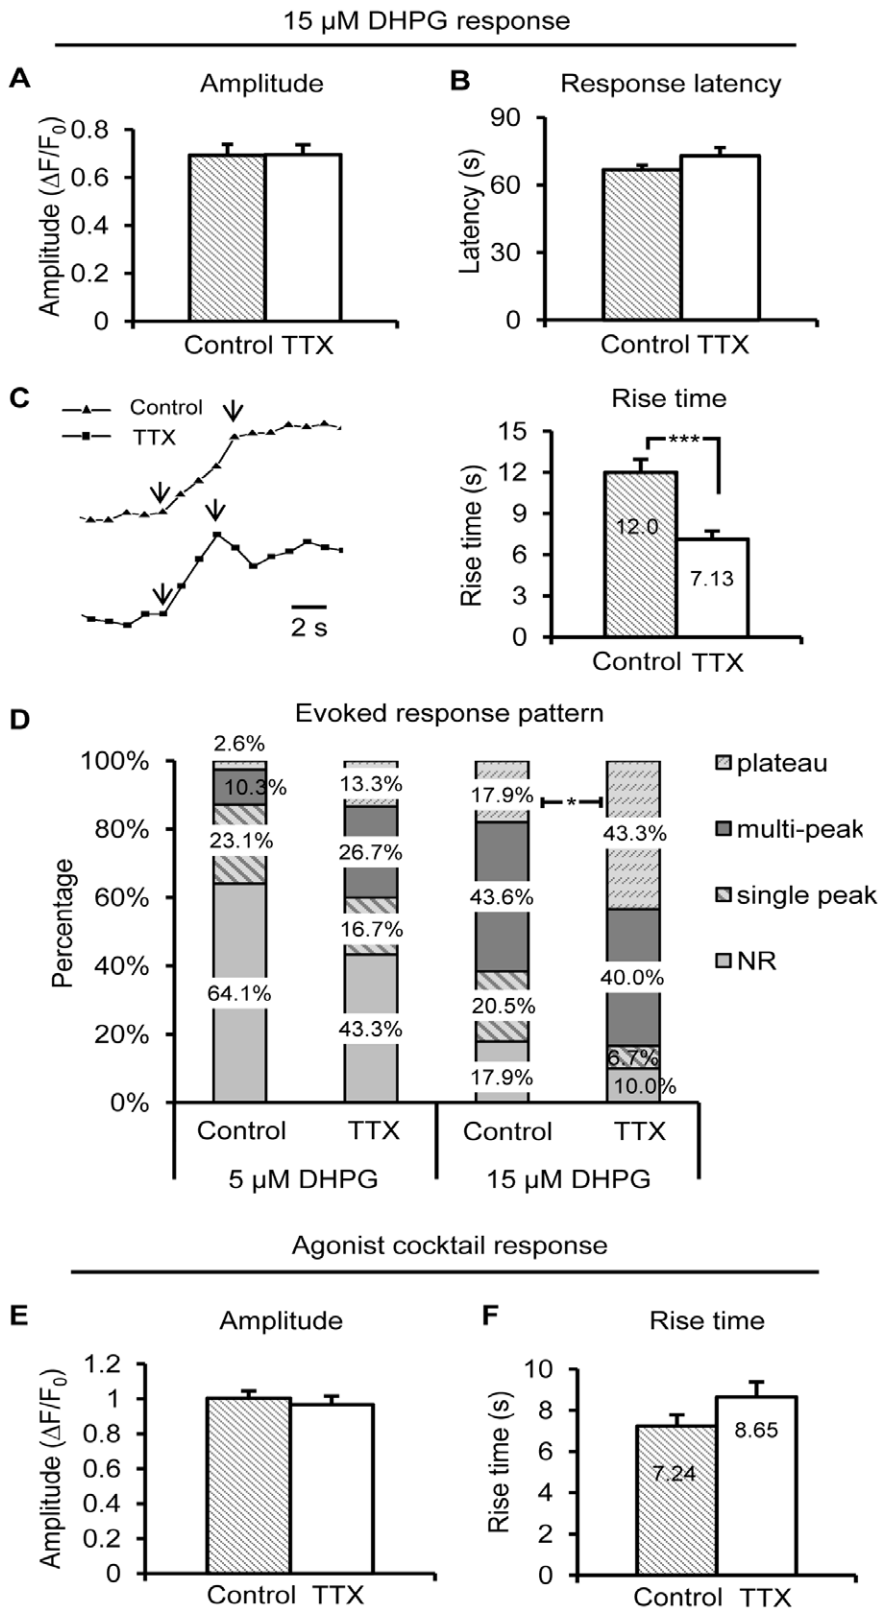 15 µM DHPG response
A
Amplitude
Amplitude (ΔF/F0)
0.8
0.6
0.4
0.2
0
Control TTX
B
Response latency
Latency (s)
90
60
30
0
Control TTX
C
Control
TTX
2 s
Rise time
Rise time (s)
15
12
9
6
3
0
***
12.0
7.13
Control TTX
D
Evoked response pattern
Percentage
100%
80%
60%
40%
20%
0%
2.6%
10.3%
23.1%
64.1%
13.3%
26.7%
16.7%
43.3%
17.9%
43.6%
20.5%
17.9%
*
43.3%
40.0%
6.7%
10.0%
plateau
multi-peak
single peak
NR
Control TTX Control TTX
5 µM DHPG 15 µM DHPG
Agonist cocktail response
E
Amplitude
Amplitude (ΔF/F0)
1.2
1
0.8
0.6
0.4
0.2
0
Control TTX
F
Rise time
Rise time (s)
10
8
6
4
2
0
7.24
8.65
Control TTX